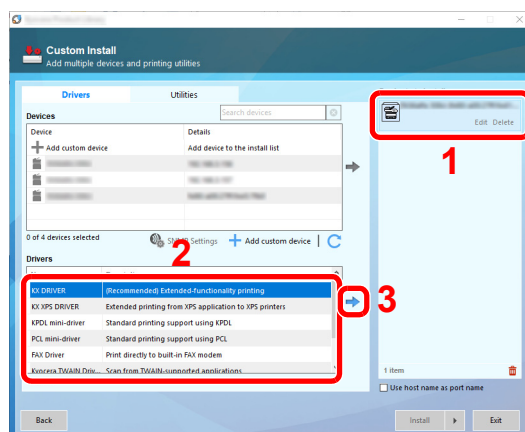 Custom Install
Add multiple devices and printing utilities
Drivers
Utilities
Devices
Search devices
Device
Details
Add custom device
Add device to the install list
0 of 4 devices selected
SNMP Settings
Add custom device
Drivers
KX DRIVER
(Recommended) Extended-functionality printing
KX XPS DRIVER
Extended printing from XPS application to XPS printers
KPDL mini-driver
Standard printing support using KPDL
PCL mini-driver
Standard printing support using PCL
FAX Driver
Print directly to built-in FAX modem
Kyocera TWAIN Driv...
Scan from TWAIN-supported applications
Edit Delete
1
2
3
1 item
Use host name as port name
Back
Install
Exit